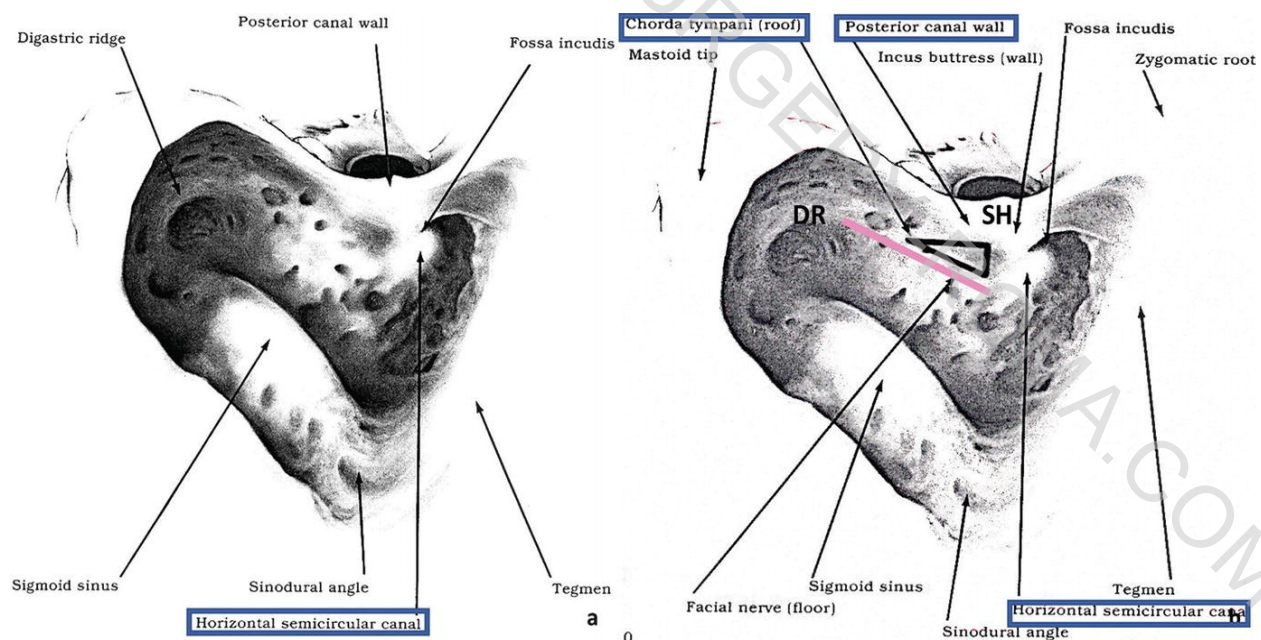 Posterior canal wall
Digastric ridge
Fossa incudis
Sigmoid sinus
Sinodural angle
Tegmen
Horizontal semicircular canal
a
Chorda tympani (roof)
Posterior canal wall
Fossa incudis
Mastoid tip
Incus buttress (wall)
Zygomatic root
DR
SH
Sigmoid sinus
Tegmen
Facial nerve (floor)
Horizontal semicircular cana
b
Sinodural angle
0